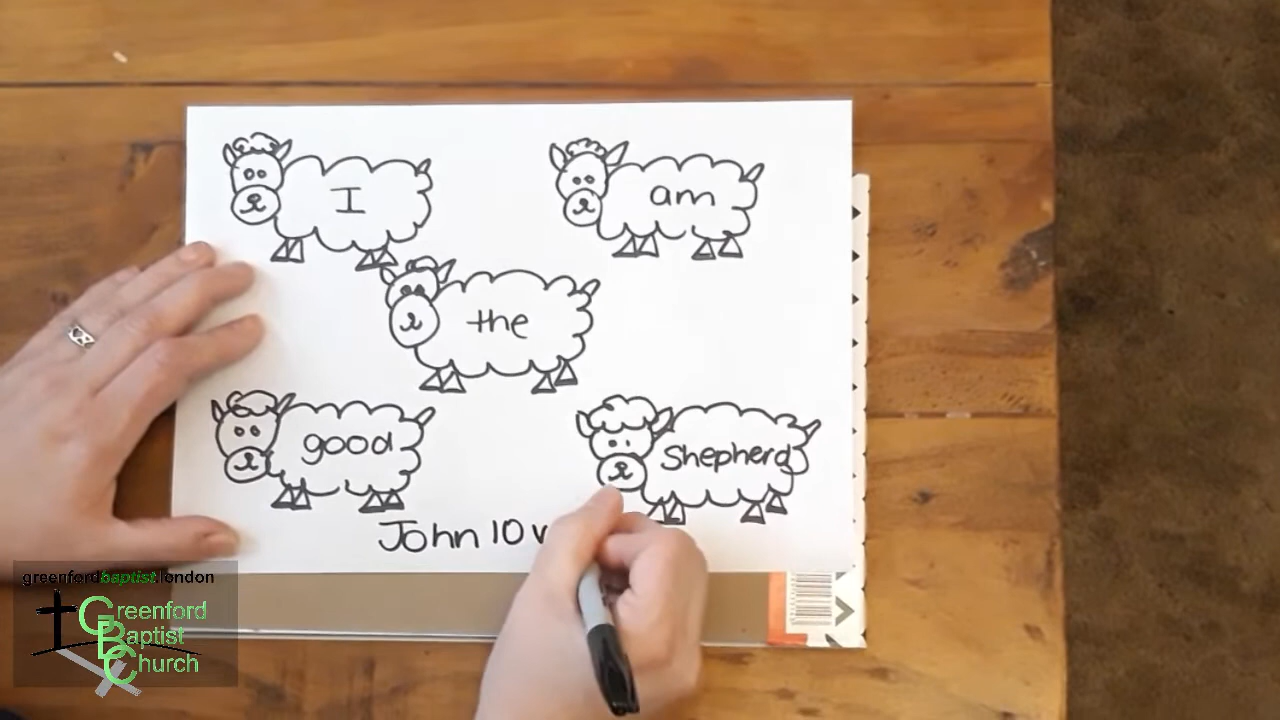 I am
the
good Shepherd
John 10 v
greenfordbaptistlondon
Greenford
Baptist
Church